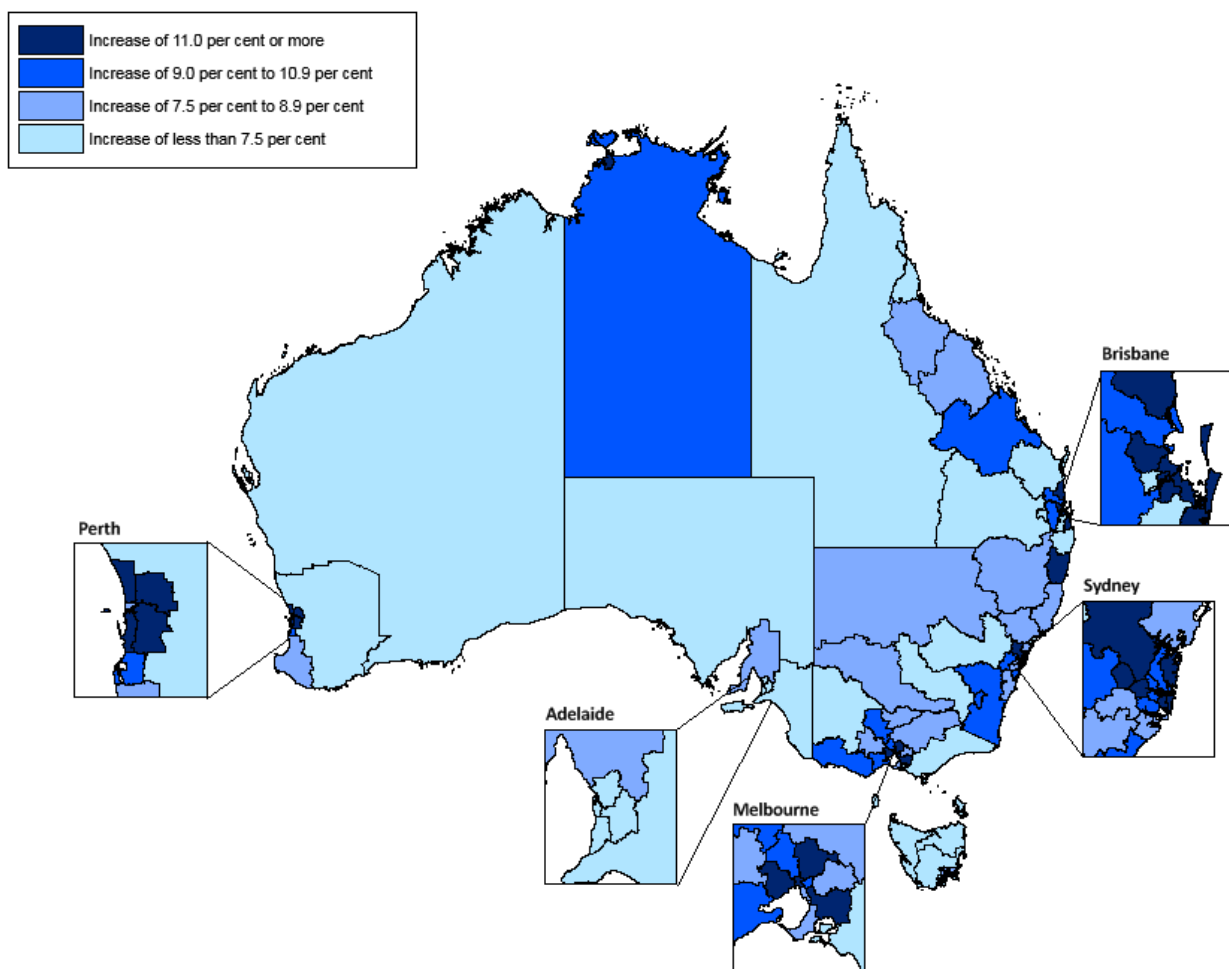 Increase of 11.0 per cent or more
Increase of 9.0 per cent to 10.9 per cent
Increase of 7.5 per cent to 8.9 per cent
Increase of less than 7.5 per cent
Brisbane
Perth
Sydney
Adelaide
Melbourne